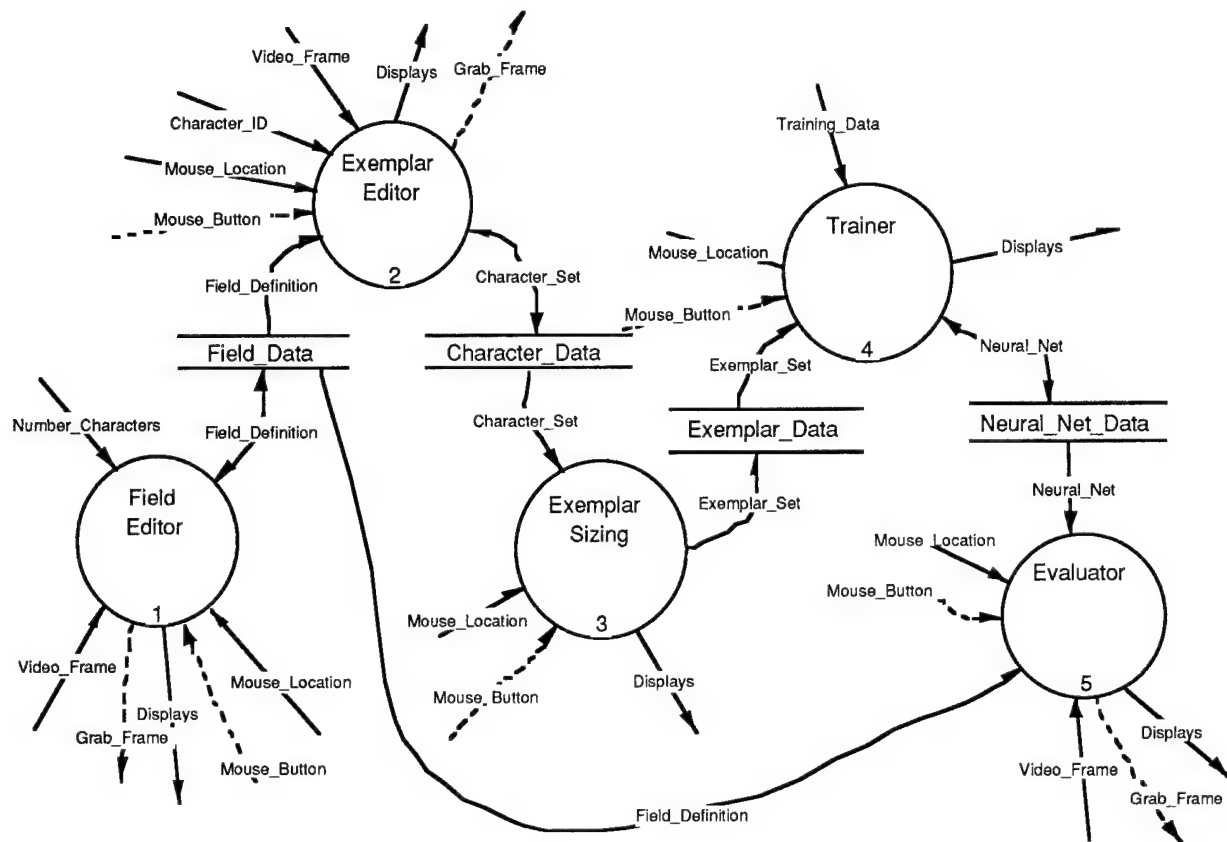 Video_Frame
Displays
Grab_Frame
Character_ID
Mouse_Location
Mouse_Button
Exemplar
Editor
2
Field_Definition
Character_Set
Field_Data
Character_Data
Training_Data
Trainer
4
Mouse_Location
Displays
Mouse_Button
Exemplar_Set
Neural_Net
Exemplar_Data
Neural_Net_Data
Number_Characters
Field_Definition
Character_Set
Exemplar_Set
Neural_Net
Field
Editor
1
Video_Frame
Grab_Frame
Displays
Mouse_Button
Mouse_Location
Exemplar
Sizing
3
Mouse_Location
Mouse_Button
Displays
Mouse_Location
Mouse_Button
Evaluator
5
Video_Frame
Displays
Grab_Frame
Field_Definition